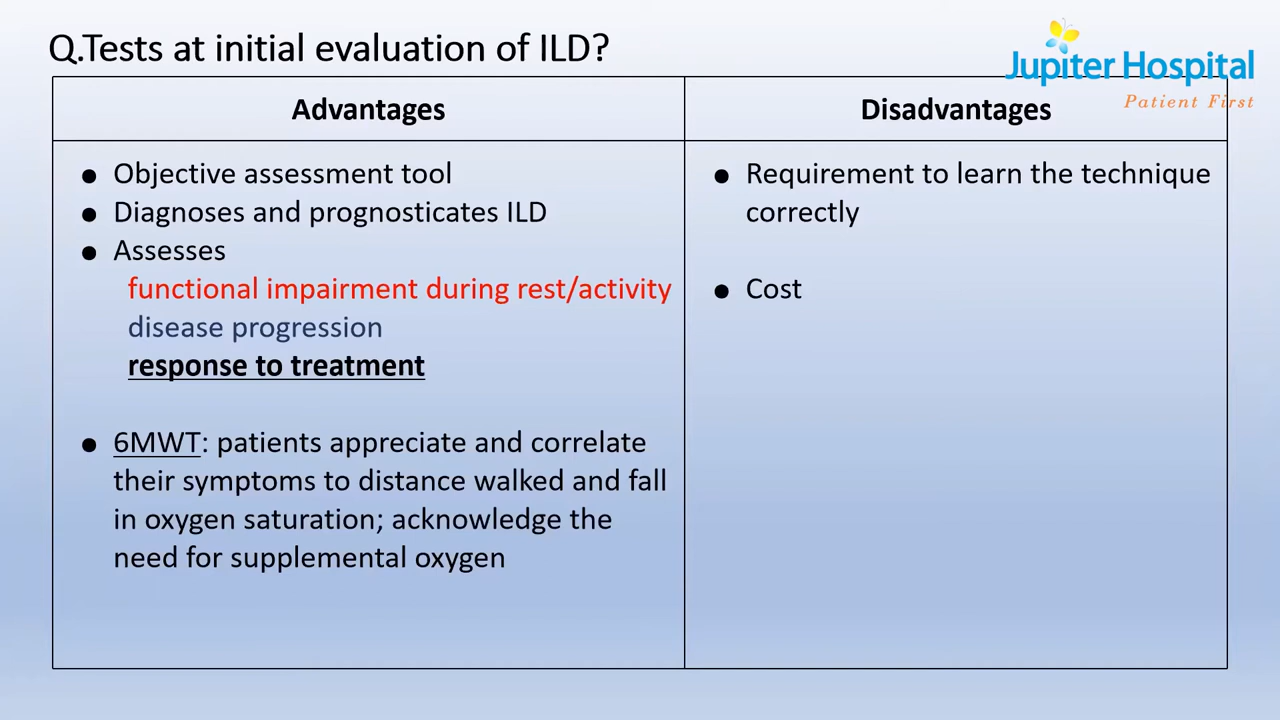 Q.Tests at initial evaluation of ILD?
Jupiter Hospital
Patient First
Advantages
Disadvantages
● Objective assessment tool
● Diagnoses and prognosticates ILD
● Assesses
functional impairment during rest/activity
disease progression
response to treatment
● 6MWT: patients appreciate and correlate
their symptoms to distance walked and fall
in oxygen saturation; acknowledge the
need for supplemental oxygen
● Requirement to learn the technique
correctly
● Cost